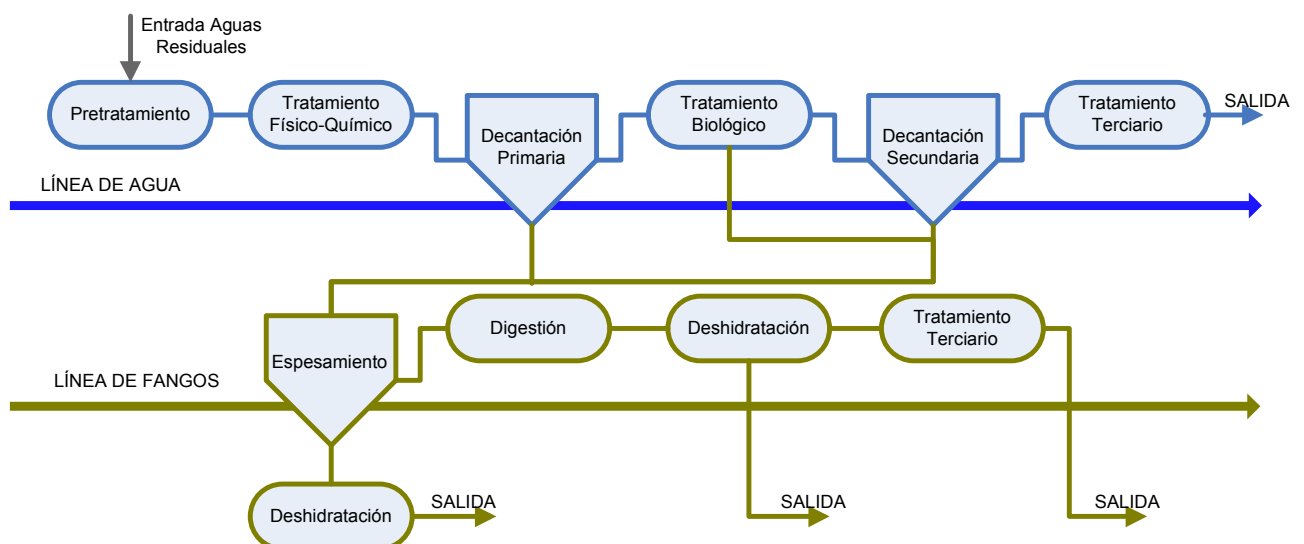 Entrada Aguas
Residuales
Pretratamiento
Tratamiento
Físico-Químico
Decantación
Primaria
Tratamiento
Biológico
Decantación
Secundaria
Tratamiento
Terciario
SALIDA
LÍNEA DE AGUA
Espesamiento
Digestión
Deshidratación
Tratamiento
Terciario
LÍNEA DE FANGOS
Deshidratación
SALIDA
SALIDA
SALIDA